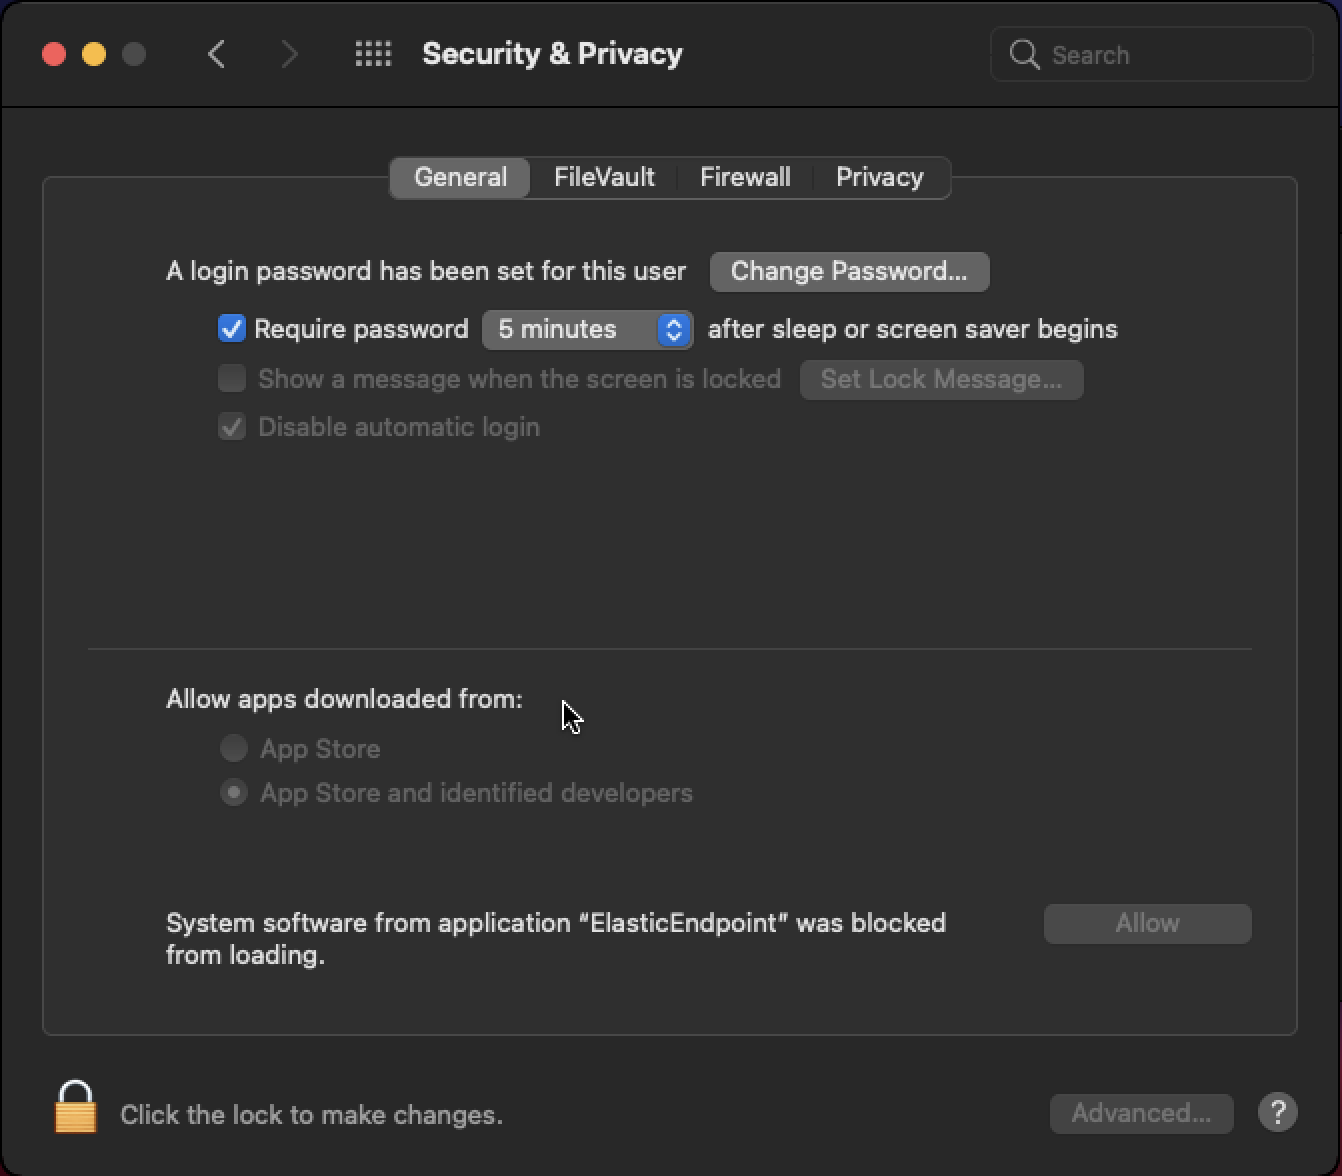 Security & Privacy
Search
General FileVault Firewall Privacy
A login password has been set for this user Change Password...
Require password 5 minutes after sleep or screen saver begins
Show a message when the screen is locked Set Lock Message...
Disable automatic login
Allow apps downloaded from:
App Store
App Store and identified developers
System software from application “ElasticEndpoint” was blocked
from loading.
Allow
Click the lock to make changes.
Advanced...
?